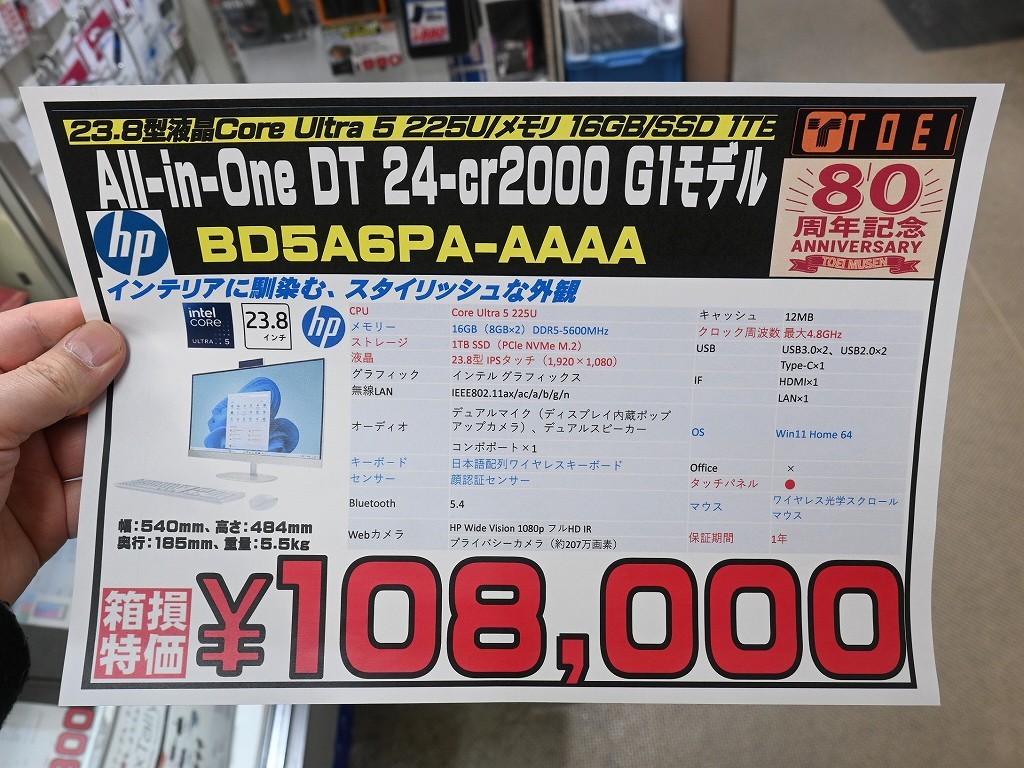 23.8型液晶Core Ultra 5 225U/メモリ 16GB/SSD 1TE
TOEI
All-in-One DT 24-cr2000 G1モデル
80
周年記念
ANNIVERSARY
TOEI MUSEN
hp
BD5A6PA-AAAA
インテリアに馴染む、スタイリッシュな外観
intel
CORE
ULTRA 5
23.8
インチ
hp
CPU Core Ultra 5 225U
メモリー 16GB（8GB×2）DDR5-5600MHz
ストレージ 1TB SSD（PCIe NVMe M.2）
液晶 23.8型 IPSタッチ（1,920×1,080）
グラフィック インテル グラフィックス
無線LAN IEEE802.11ax/ac/a/b/g/n
オーディオ デュアルマイク（ディスプレイ内蔵ポップ
アップカメラ）、デュアルスピーカー
コンボポート×1
キーボード 日本語配列ワイヤレスキーボード
センサー 顔認証センサー
Bluetooth 5.4
Webカメラ HP Wide Vision 1080p フルHD IR
プライバシーカメラ（約207万画素）
キャッシュ 12MB
クロック周波数 最大4.8GHz
USB USB3.0×2、USB2.0×2
Type-C×1
IF HDMI×1
LAN×1
OS Win11 Home 64
Office ×
タッチパネル ●
マウス ワイヤレス光学スクロール
マウス
保証期間 1年
幅：540mm、高さ：484mm
奥行：185mm、重量：5.5kg
箱損
特価
¥108,000